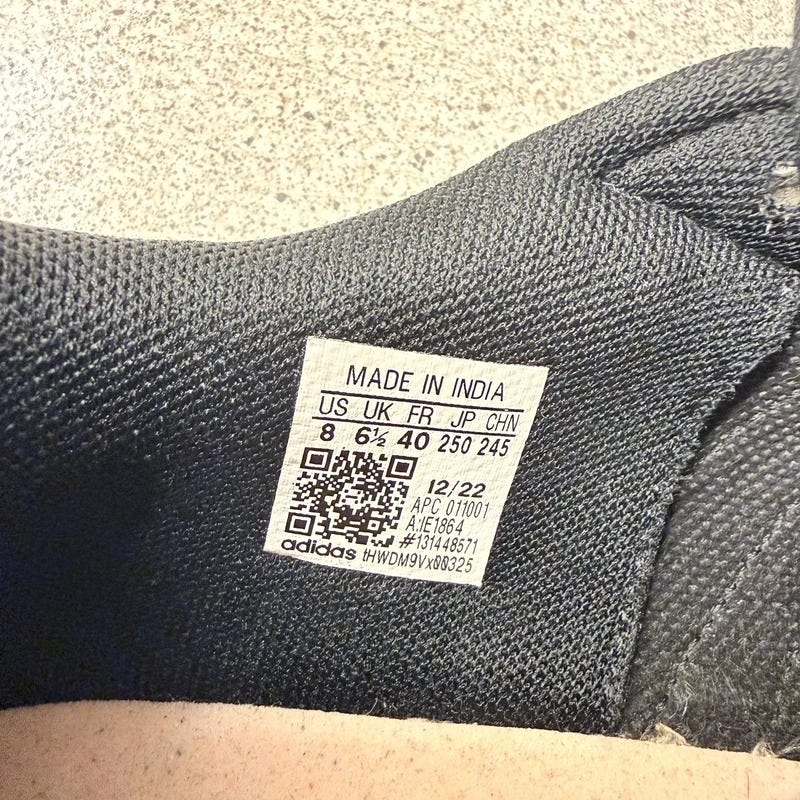 MADE IN INDIA
US UK FR JP CHN
8 6½ 40 250 245
12/22
APC 011001
A:IE1864
#131448571
adidas tHWDM9Vx00325